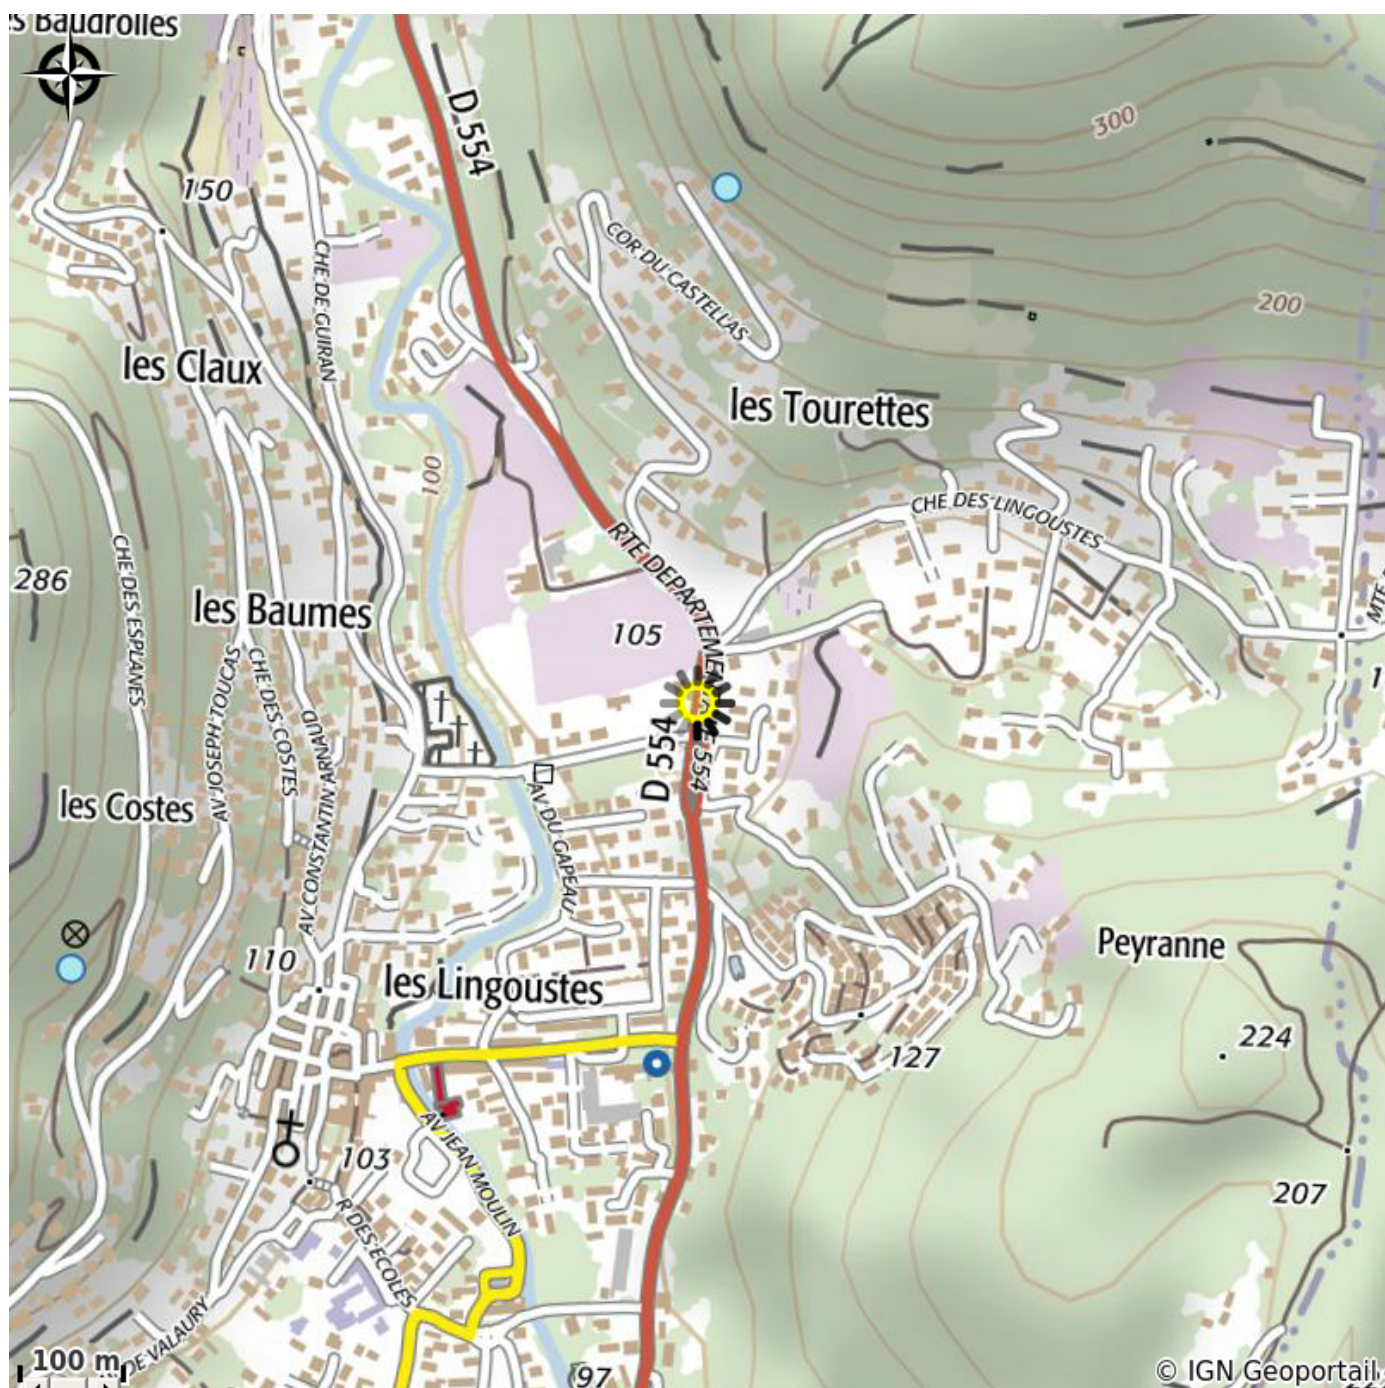 s Baudrolles
D 554
300
150
COR DU CASTELLAS
CHE DE GUIRAN
200
les Claux
les Tourettes
100
CHE DES LINGOUSTES
RTE DEPARTEMEN
CHE DES ESPLANES
286
les Baumes
105
MTE
1
AV JOSEPH TOUCAS
CHE DES COSTES
AV CONSTANTIN ARNAUD
D 554
554
les Costes
AV DU GAPEAU
110
Peyranne
les Lingoustes
224
127
AV JEAN MOULIN
103
207
R DES ECOLES
DE VALAURY
100 m
97
© IGN Geoportail